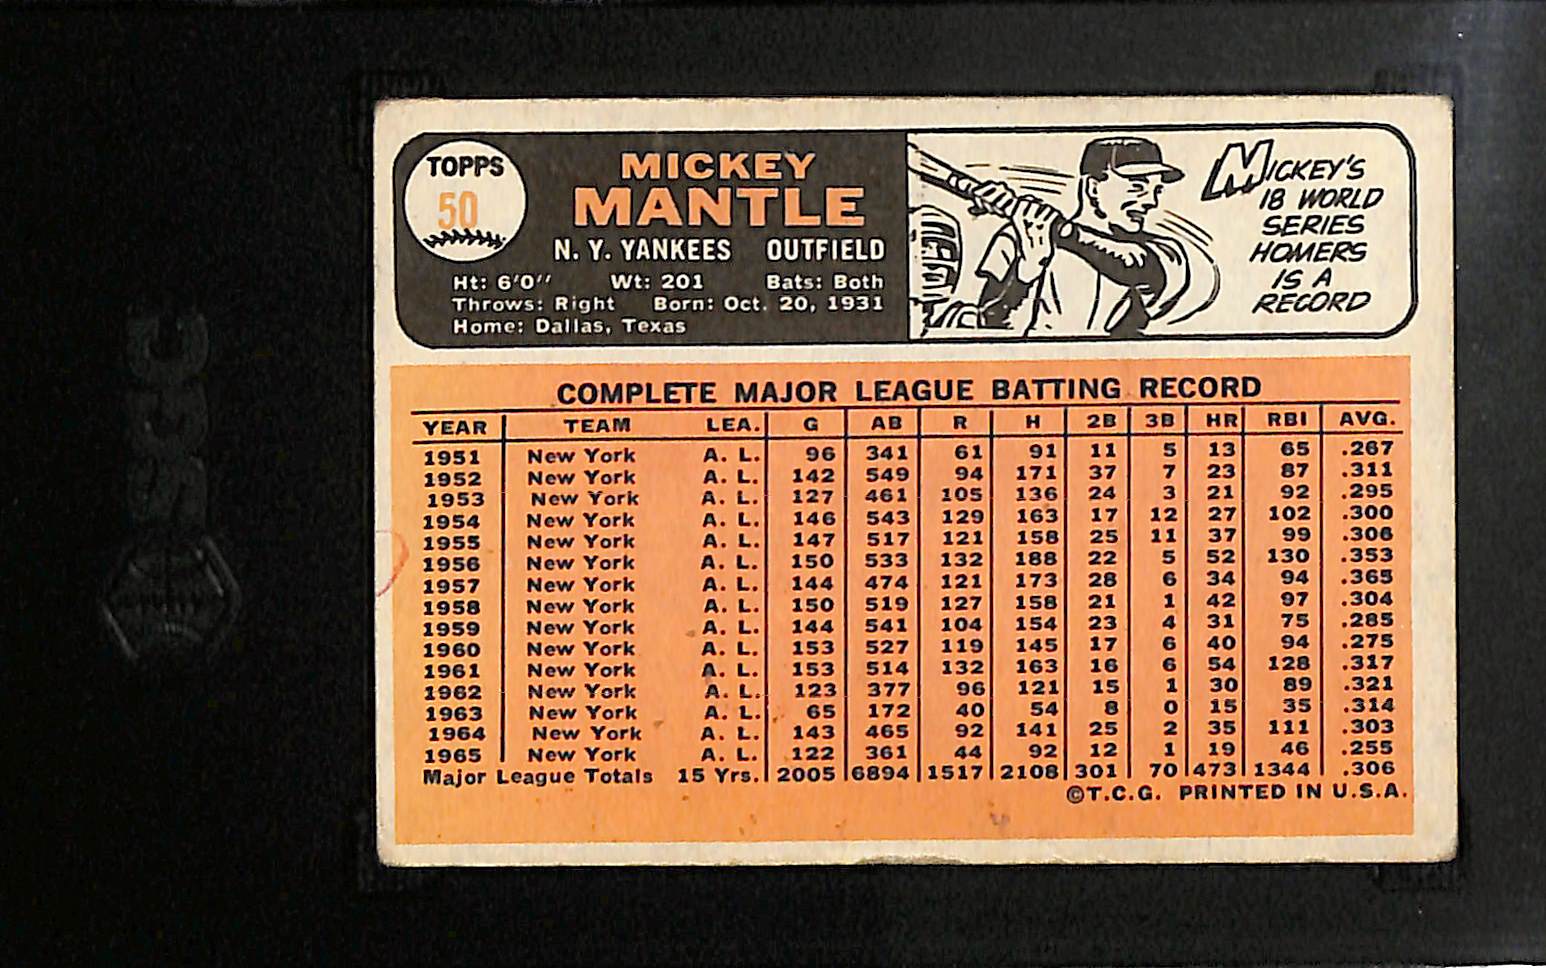 TOPPS
50
MICKEY
MANTLE
N. Y. YANKEES OUTFIELD
Ht: 6'0'' Wt: 201 Bats: Both
Throws: Right Born: Oct. 20, 1931
Home: Dallas, Texas
MICKEY'S
18 WORLD
SERIES
HOMERS
IS A
RECORD
COMPLETE MAJOR LEAGUE BATTING RECORD
YEAR TEAM LEA. G AB R H 2B 3B HR RBI AVG.
1951 New York A. L. 96 341 61 91 11 5 13 65 .267
1952 New York A. L. 142 549 94 171 37 7 23 87 .311
1953 New York A. L. 127 461 105 136 24 3 21 92 .295
1954 New York A. L. 146 543 129 163 17 12 27 102 .300
1955 New York A. L. 147 517 121 158 25 11 37 99 .306
1956 New York A. L. 150 533 132 188 22 5 52 130 .353
1957 New York A. L. 144 474 121 173 28 6 34 94 .365
1958 New York A. L. 150 519 127 158 21 1 42 97 .304
1959 New York A. L. 144 541 104 154 23 4 31 75 .285
1960 New York A. L. 153 527 119 145 17 6 40 94 .275
1961 New York A. L. 153 514 132 163 16 6 54 128 .317
1962 New York A. L. 123 377 96 121 15 1 30 89 .321
1963 New York A. L. 65 172 40 54 8 0 15 35 .314
1964 New York A. L. 143 465 92 141 25 2 35 111 .303
1965 New York A. L. 122 361 44 92 12 1 19 46 .255
Major League Totals 15 Yrs. 2005 6894 1517 2108 301 70 473 1344 .306
©T.C.G. PRINTED IN U.S.A.
SGC